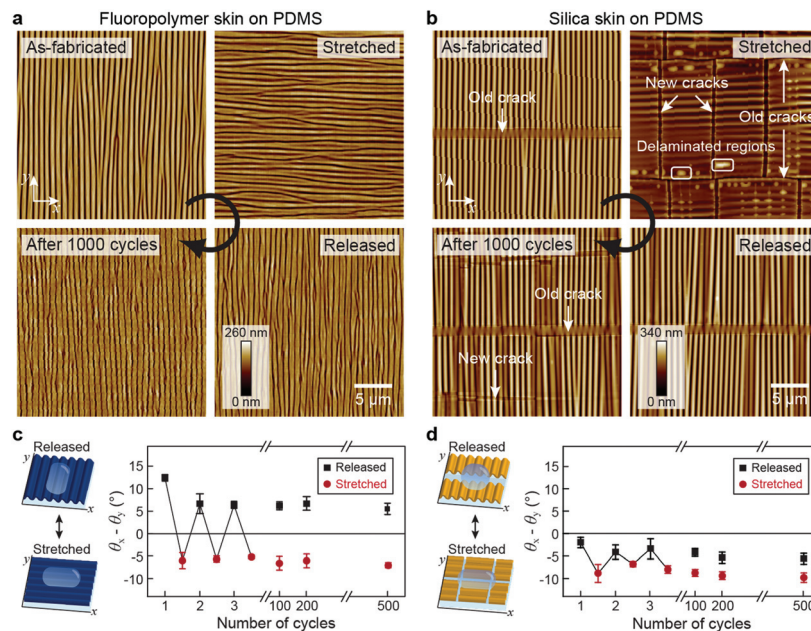 a
Fluoropolymer skin on PDMS
As-fabricated
Stretched
y
x
After 1000 cycles
Released
260 nm
0 nm
5 μm
b
Silica skin on PDMS
As-fabricated
Stretched
Old crack
New cracks
Old cracks
Delaminated regions
y
x
After 1000 cycles
Released
Old crack
New crack
340 nm
0 nm
5 μm
c
Released
y
x
Stretched
y
x
θx - θy (°)
15
10
5
0
-5
-10
Released
Stretched
1 2 3 100 200 500
Number of cycles
d
Released
y
x
Stretched
y
x
θx - θy (°)
15
10
5
0
-5
-10
Released
Stretched
1 2 3 100 200 500
Number of cycles